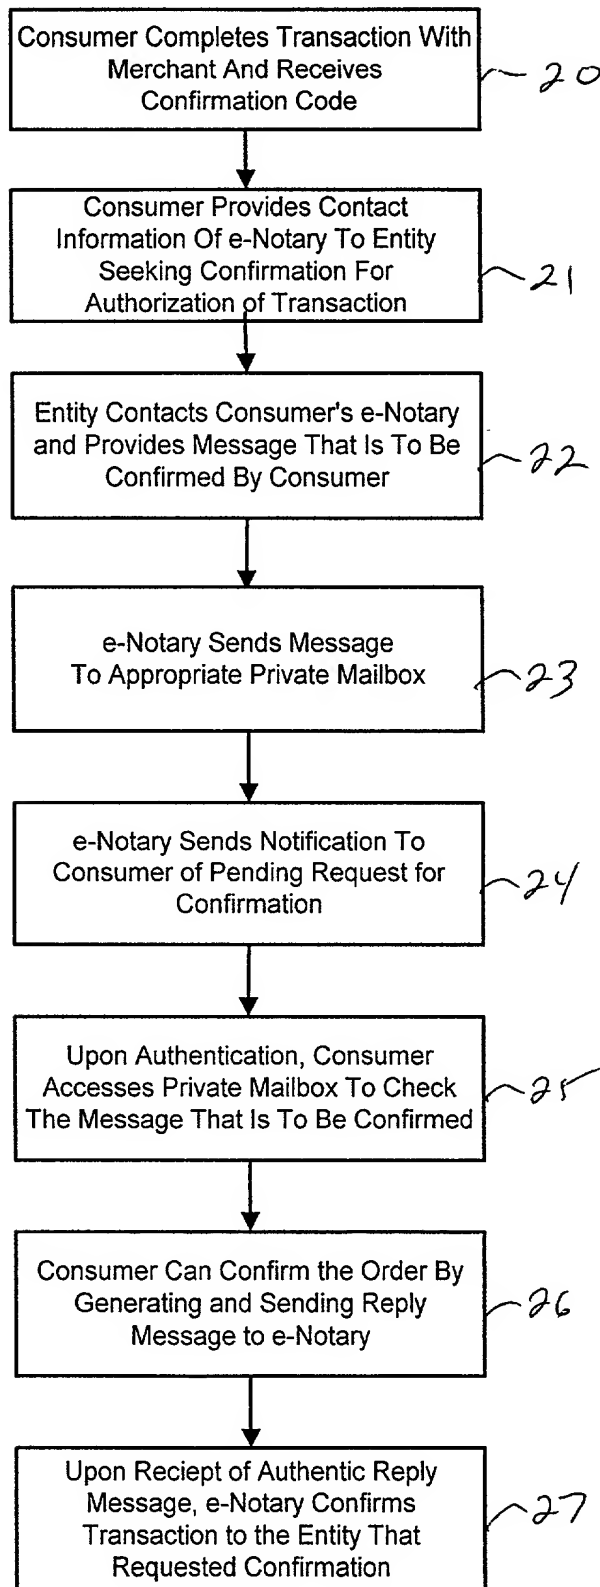 Consumer Completes Transaction With
Merchant And Receives
Confirmation Code
20
Consumer Provides Contact
Information Of e-Notary To Entity
Seeking Confirmation For
Authorization of Transaction
21
Entity Contacts Consumer's e-Notary
and Provides Message That Is To Be
Confirmed By Consumer
22
e-Notary Sends Message
To Appropriate Private Mailbox
23
e-Notary Sends Notification To
Consumer of Pending Request for
Confirmation
24
Upon Authentication, Consumer
Accesses Private Mailbox To Check
The Message That Is To Be Confirmed
25
Consumer Can Confirm the Order By
Generating and Sending Reply
Message to e-Notary
26
Upon Reciept of Authentic Reply
Message, e-Notary Confirms
Transaction to the Entity That
Requested Confirmation
27